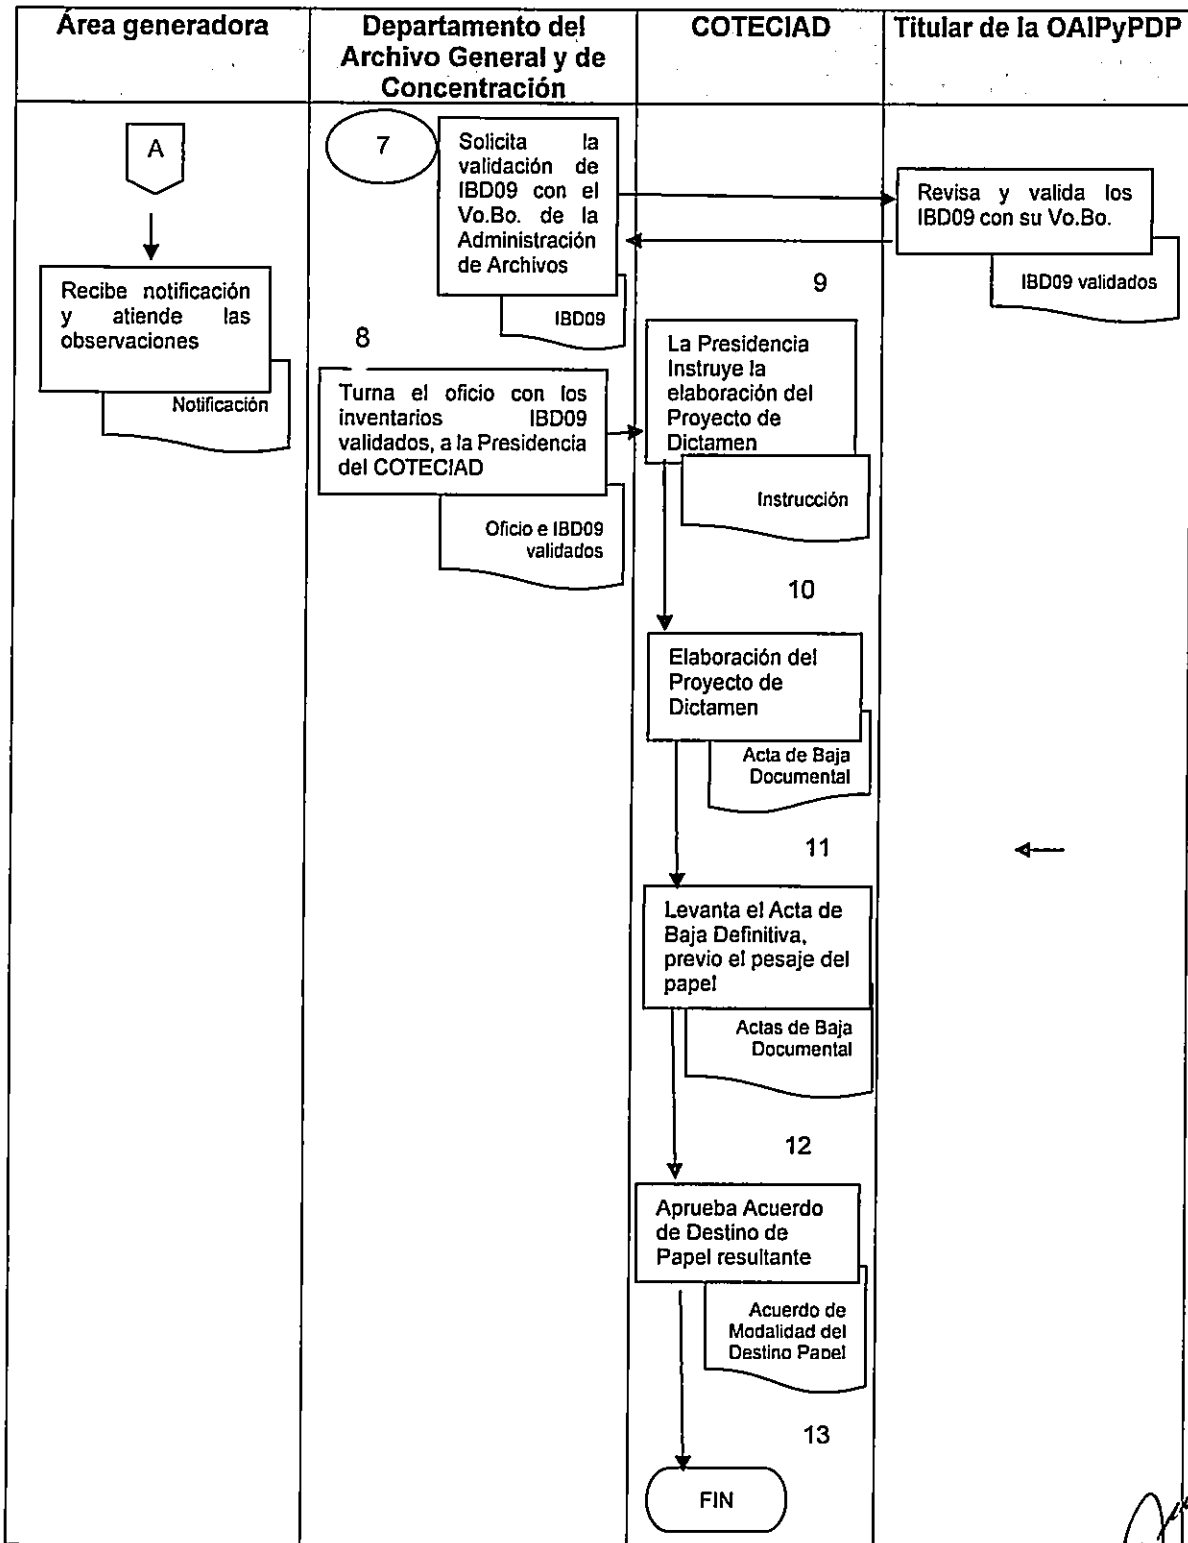 Área generadora
Departamento del
Archivo General y de
Concentración
COTECIAD
Titular de la OAIPyPDP
A
Recibe notificación
y atiende las
observaciones
Notificación
7
Solicita la
validación de
IBD09 con el
Vo.Bo. de la
Administración
de Archivos
IBD09
8
Turna el oficio con los
inventarios IBD09
validados, a la Presidencia
del COTECIAD
Oficio e IBD09
validados
Revisa y valida los
IBD09 con su Vo.Bo.
IBD09 validados
9
La Presidencia
Instruye la
elaboración del
Proyecto de
Dictamen
Instrucción
10
Elaboración del
Proyecto de
Dictamen
Acta de Baja
Documental
11
Levanta el Acta de
Baja Definitiva,
previo el pesaje del
papel
Actas de Baja
Documental
12
Aprueba Acuerdo
de Destino de
Papel resultante
Acuerdo de
Modalidad del
Destino Papel
13
FIN